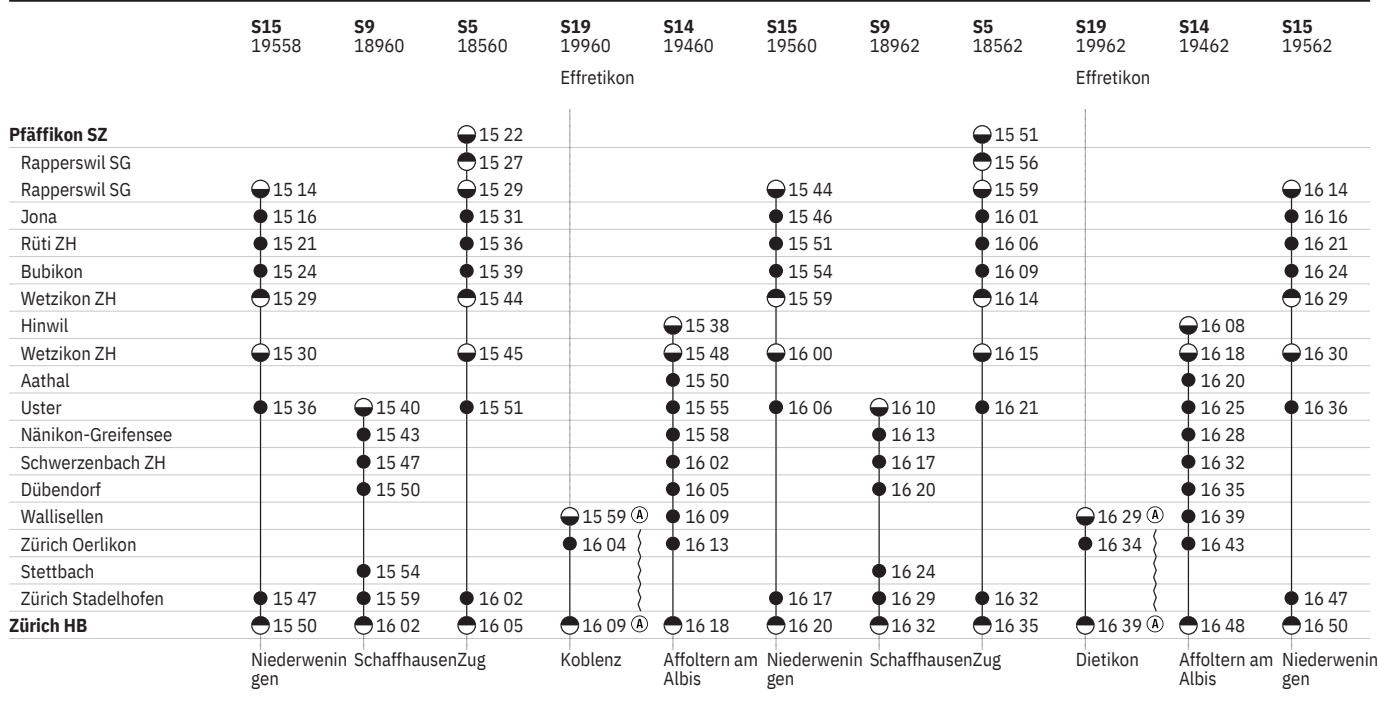 S15 S9 S5 S19 S14 S15 S9 S5 S19 S14 S15
19558 18960 18560 19960 19460 19560 18962 18562 19962 19462 19562
Effretikon Effretikon
Pfäffikon SZ 15 22 15 51
Rapperswil SG 15 27 15 56
Rapperswil SG 15 14 15 29 15 44 15 59 16 14
Jona 15 16 15 31 15 46 16 01 16 16
Rüti ZH 15 21 15 36 15 51 16 06 16 21
Bubikon 15 24 15 39 15 54 16 09 16 24
Wetzikon ZH 15 29 15 44 15 59 16 14 16 29
Hinwil 15 38 16 08
Wetzikon ZH 15 30 15 45 15 48 16 00 16 15 16 18 16 30
Aathal 15 50 16 20
Uster 15 36 15 40 15 51 15 55 16 06 16 10 16 21 16 25 16 36
Nänikon-Greifensee 15 43 15 58 16 13 16 28
Schwerzenbach ZH 15 47 16 02 16 17 16 32
Dübendorf 15 50 16 05 16 20 16 35
Wallisellen 15 59 A 16 09 16 29 A 16 39
Zürich Oerlikon 16 04 16 13 16 34 16 43
Stettbach 15 54 16 24
Zürich Stadelhofen 15 47 15 59 16 02 16 17 16 29 16 32 16 47
Zürich HB 15 50 16 02 16 05 16 09 A 16 18 16 20 16 32 16 35 16 39 A 16 48 16 50
Niederwenin Schaffhausen Zug Koblenz Affoltern am Niederwenin Schaffhausen Zug Dietikon Affoltern am Niederwenin
gen Albis gen Albis gen